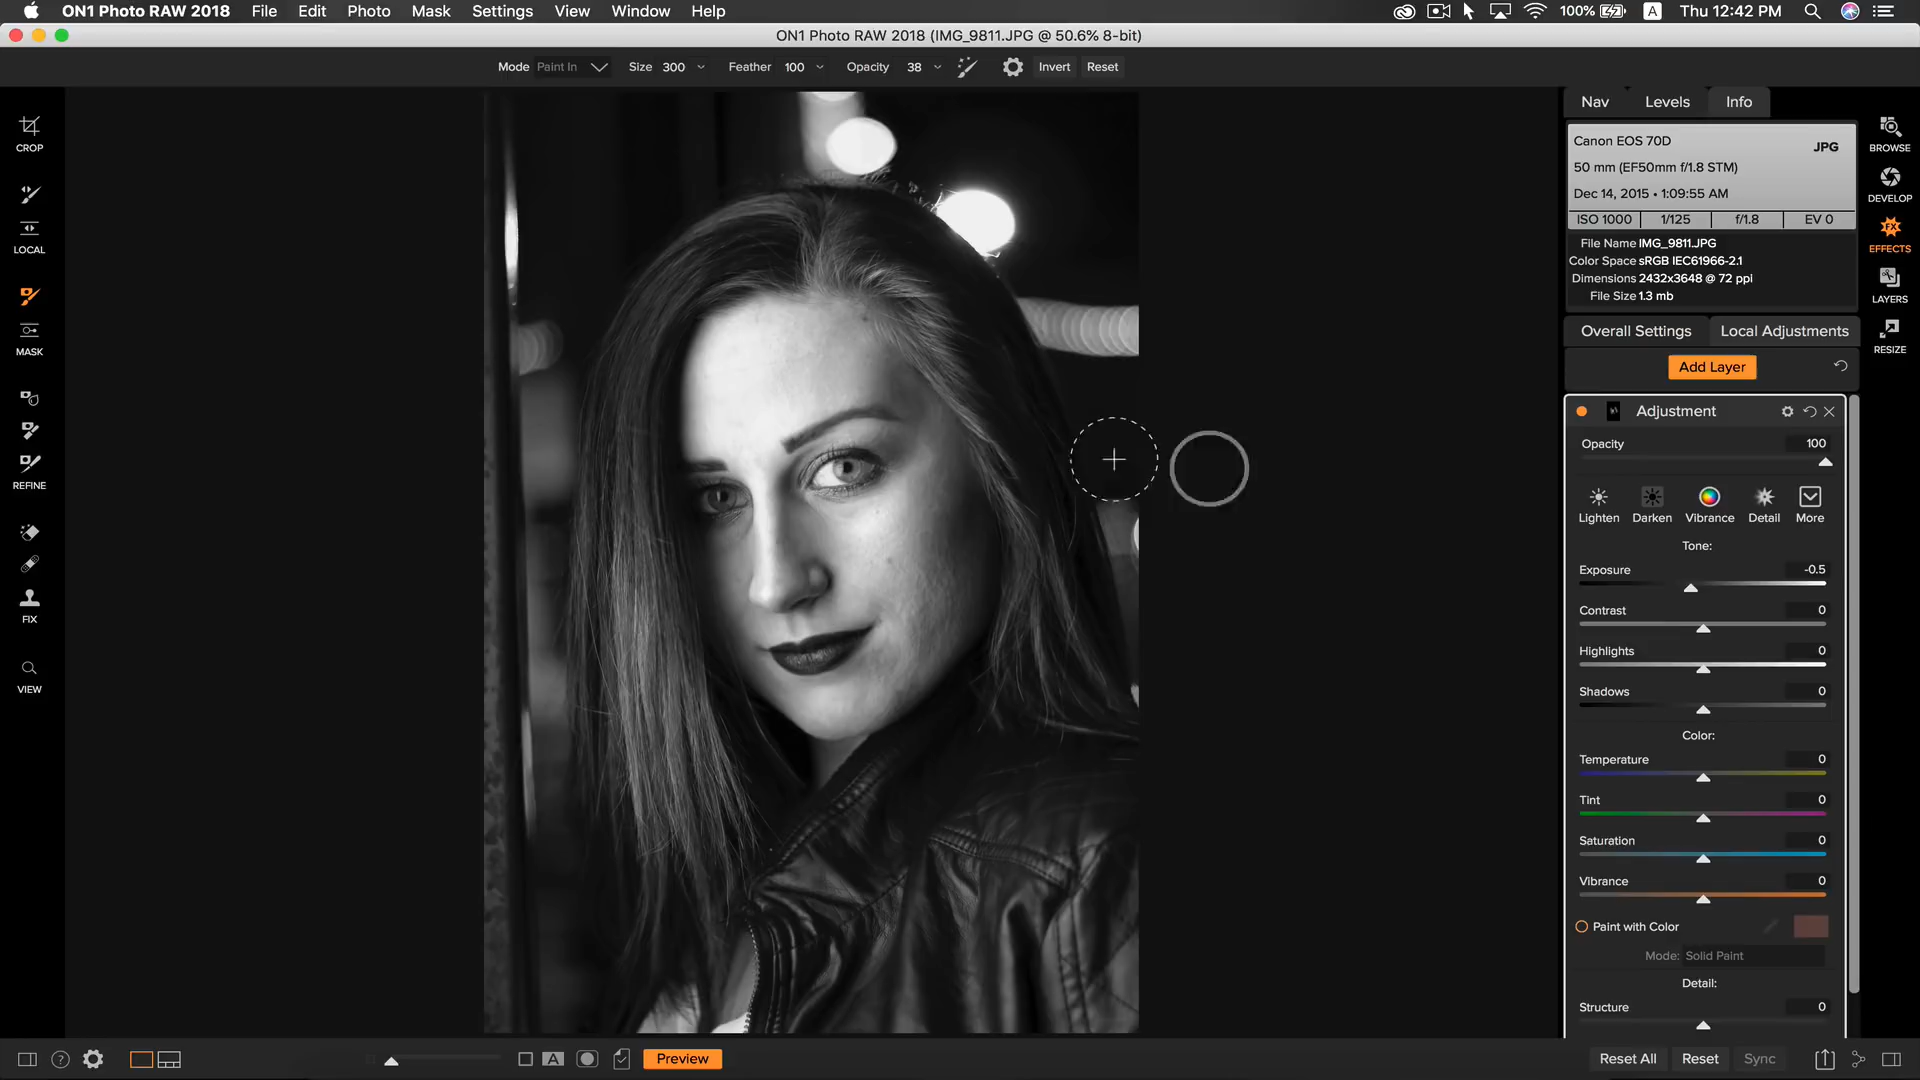 ON1 Photo RAW 2018 File Edit Photo Mask Settings View Window Help 100% A Thu 12:42 PM
ON1 Photo RAW 2018 (IMG_9811.JPG @ 50.6% 8-bit)
Mode Paint In Size 300 Feather 100 Opacity 38 Invert Reset
CROP
LOCAL
MASK
REFINE
FIX
VIEW
Nav Levels Info
Canon EOS 70D JPG
50 mm (EF50mm f/1.8 STM)
Dec 14, 2015 • 1:09:55 AM
ISO 1000 1/125 f/1.8 EV 0
File Name IMG_9811.JPG
Color Space sRGB IEC61966-2.1
Dimensions 2432x3648 @ 72 ppi
File Size 1.3 mb
BROWSE
DEVELOP
FX
EFFECTS
LAYERS
RESIZE
Overall Settings Local Adjustments
Add Layer
Adjustment
Opacity 100
Lighten Darken Vibrance Detail More
Tone:
Exposure -0.5
Contrast 0
Highlights 0
Shadows 0
Color:
Temperature 0
Tint 0
Saturation 0
Vibrance 0
Paint with Color
Mode: Solid Paint
Detail:
Structure 0
? A Preview Reset All Reset Sync